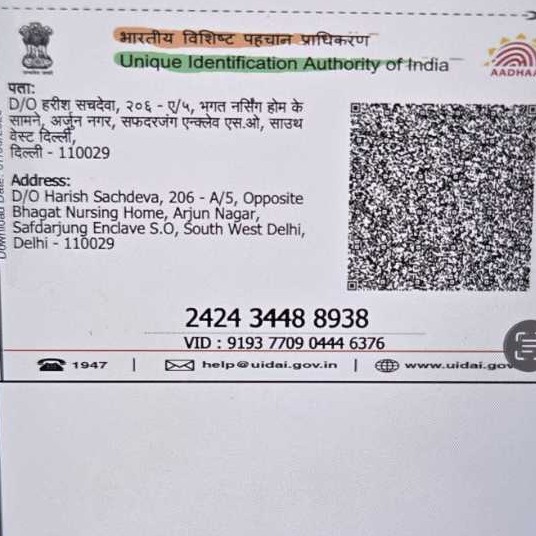 भारतीय विशिष्ट पहचान प्राधिकरण
Unique Identification Authority of India
AADHAA
पता:
D/O हरीश सचदेवा, २०६ - ए/५, भगत नर्सिंग होम के
सामने, अर्जुन नगर, सफदरजंग एन्क्लेव एस.ओ, साउथ
वेस्ट दिल्ली,
दिल्ली - 110029
Address:
D/O Harish Sachdeva, 206 - A/5, Opposite
Bhagat Nursing Home, Arjun Nagar,
Safdarjung Enclave S.O, South West Delhi,
Delhi - 110029
2424 3448 8938
VID : 9193 7709 0444 6376
1947 | help@uidai.gov.in | www.uidai.gov